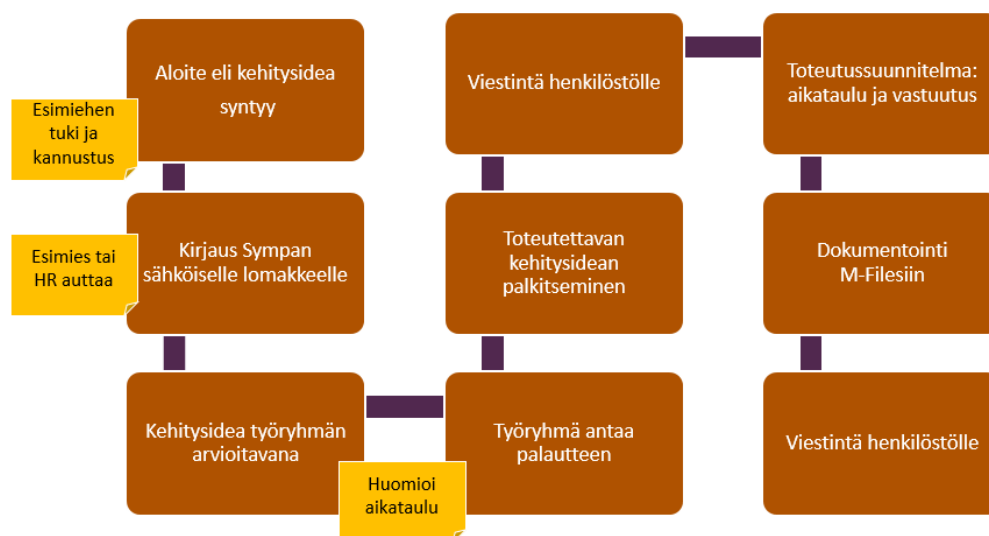 Aloite eli kehitysidea
syntyy
Esimiehen
tuki ja
kannustus
Kirjaus Sympan
sähköiselle lomakkeelle
Esimies tai
HR auttaa
Kehitysidea työryhmän
arvioitavana
Huomioi
aikataulu
Työryhmä antaa
palautteen
Toteutettavan
kehitysidean
palkitseminen
Viestintä henkilöstölle
Toteutussuunnitelma:
aikataulu ja vastuutus
Dokumentointi
M-Filesiin
Viestintä henkilöstölle